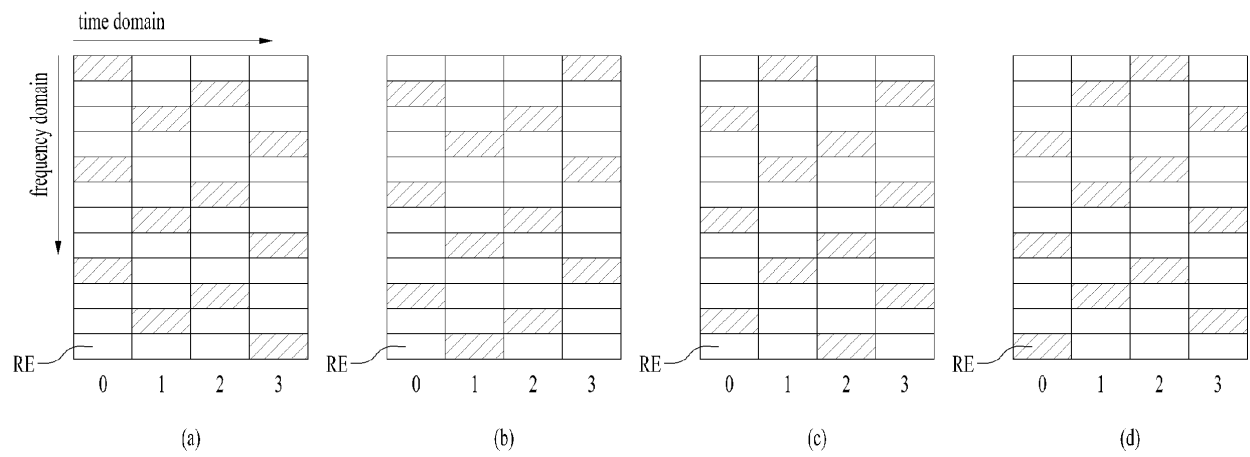 time domain
frequency domain
RE
RE
RE
RE
0 1 2 3
0 1 2 3
0 1 2 3
0 1 2 3
(a)
(b)
(c)
(d)